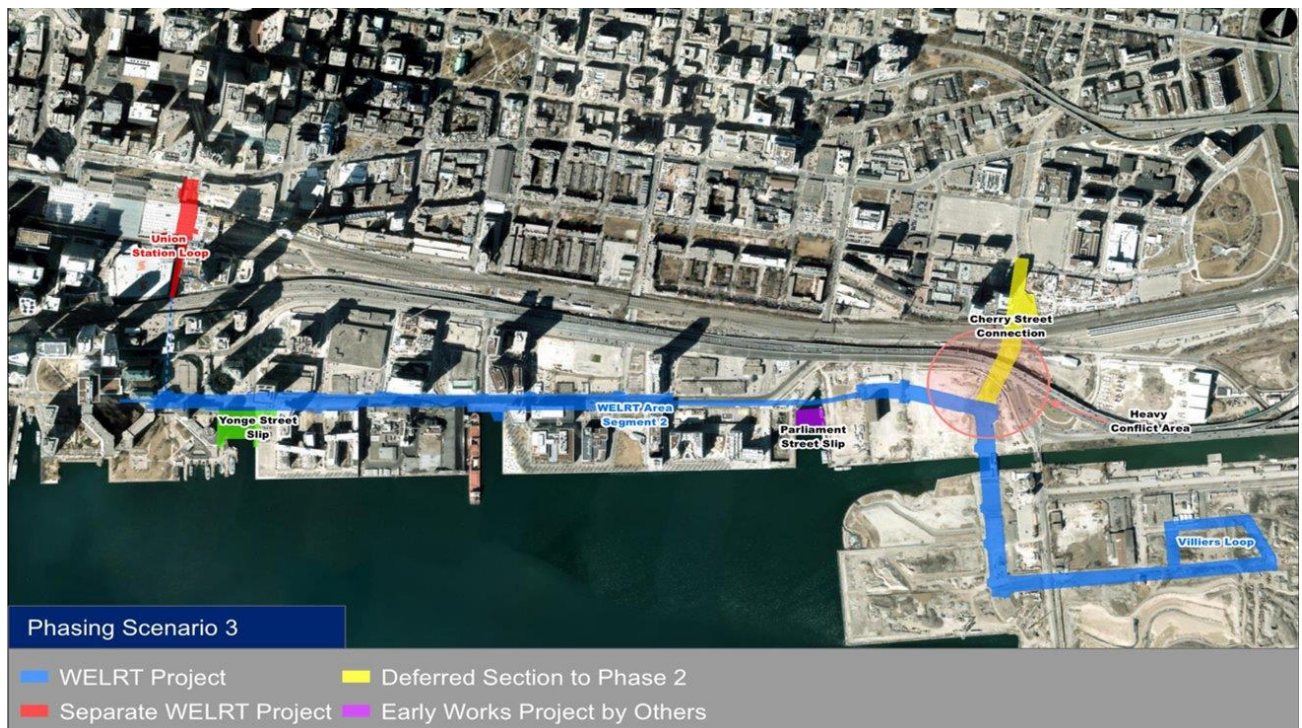 Union
Station Loop
Cherry Street
Connection
WELRT Area
Segment 2
Yonge Street
Slip
Parliament
Street Slip
Heavy
Conflict Area
Villiers Loop
Phasing Scenario 3
WELRT Project
Deferred Section to Phase 2
Separate WELRT Project
Early Works Project by Others